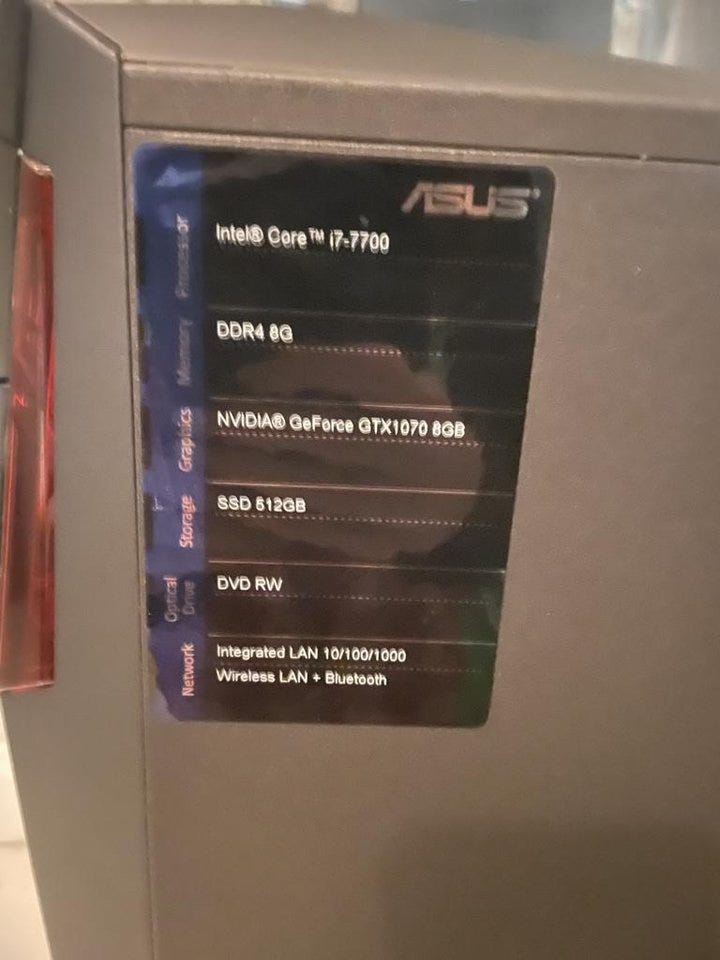 ASUS
Processor
Intel® Core™ i7-7700
Memory
DDR4 8G
Graphics
NVIDIA® GeForce GTX1070 8GB
Storage
SSD 512GB
Optical
Drive
DVD RW
Network
Integrated LAN 10/100/1000
Wireless LAN + Bluetooth